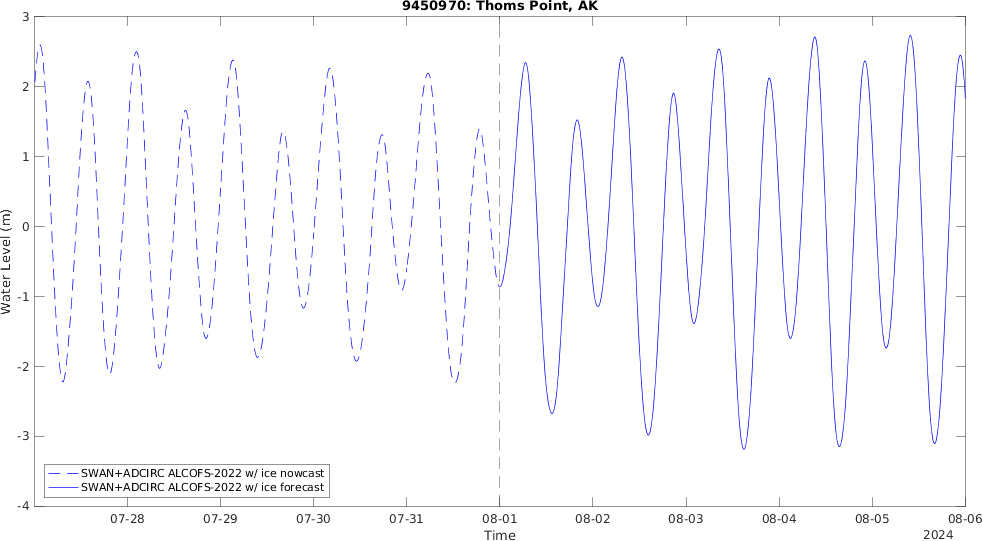 9450970: Thoms Point, AK
3
2
1
0
-1
-2
-3
-4
Water Level (m)
SWAN+ADCIRC ALCOFS-2022 w/ ice nowcast
SWAN+ADCIRC ALCOFS-2022 w/ ice forecast
07-28 07-29 07-30 07-31 08-01 08-02 08-03 08-04 08-05 08-06
Time
2024